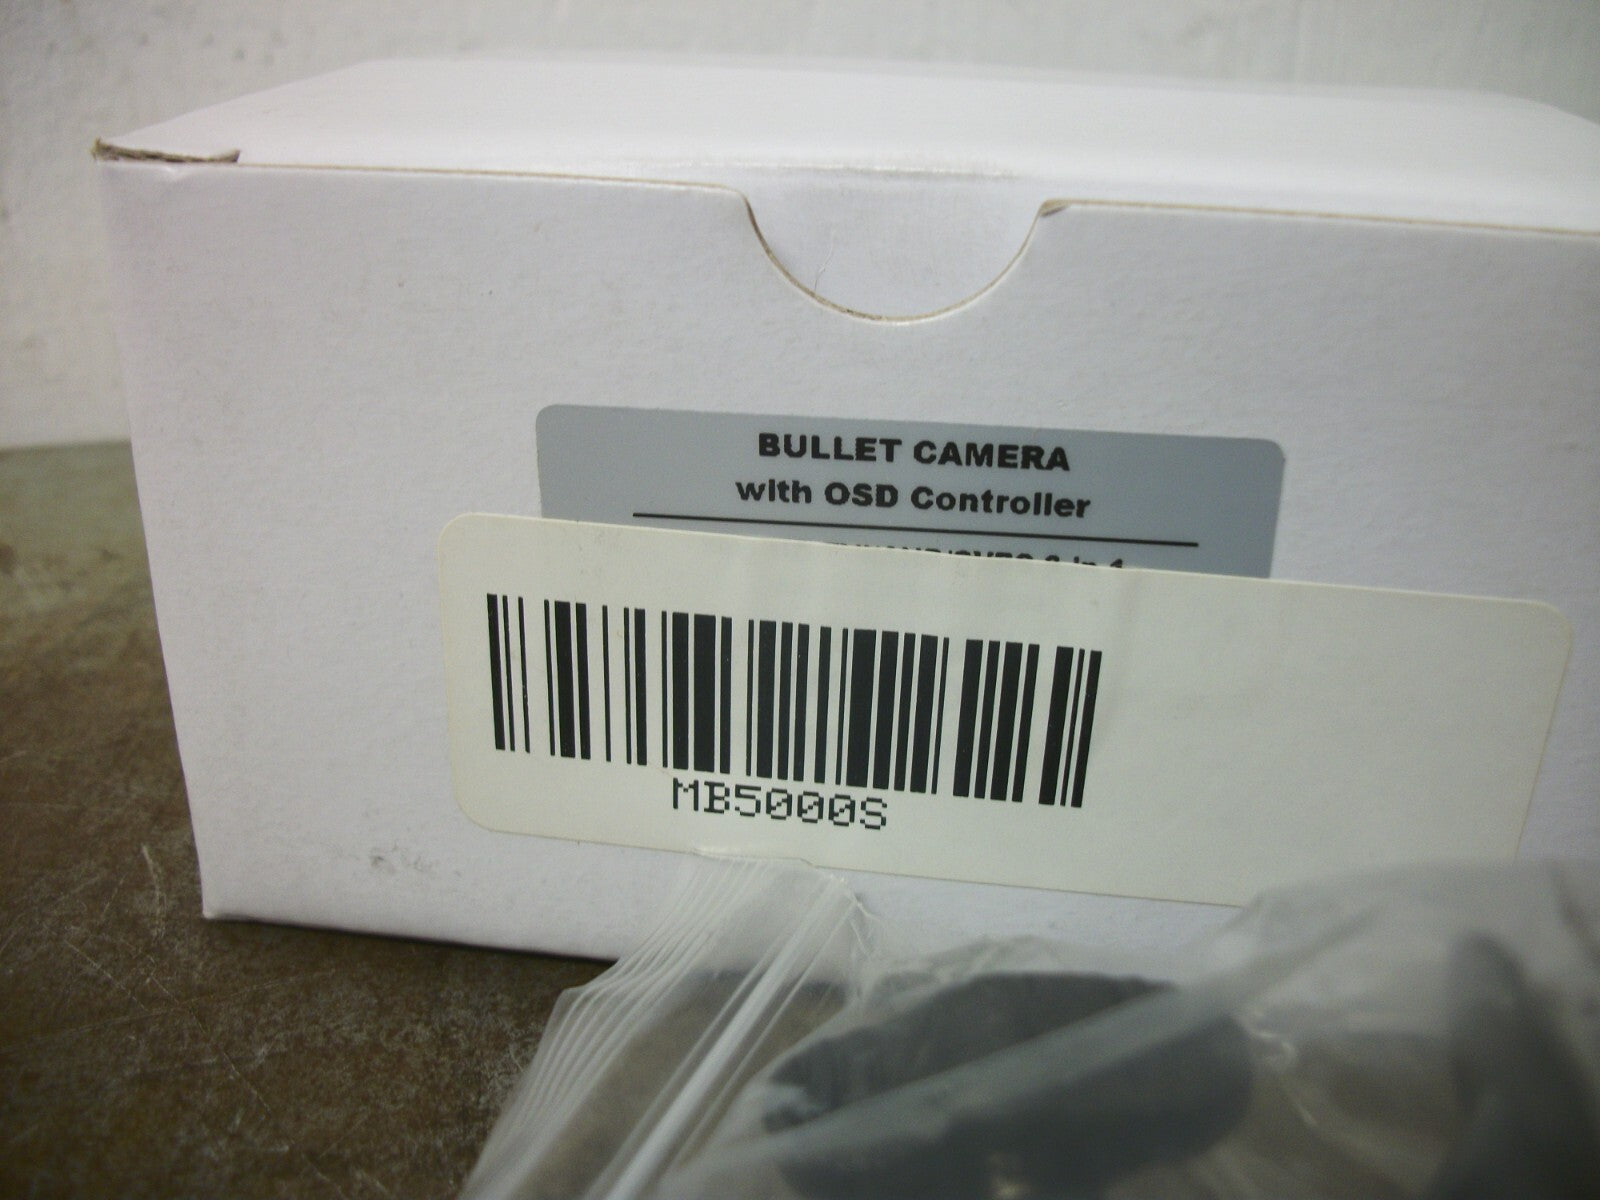 BULLET CAMERA
with OSD Controller
MB5000S